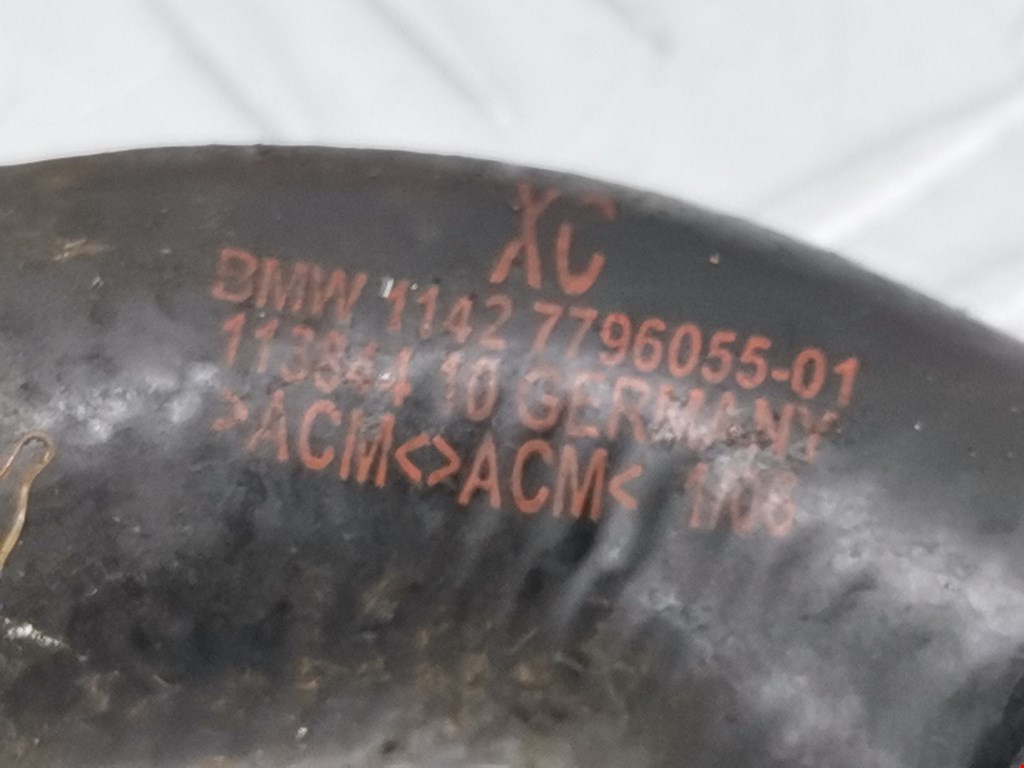 XC
BMW 1142 7796055-01
113844 10 GERMANY
>ACM<>ACM< 1/08